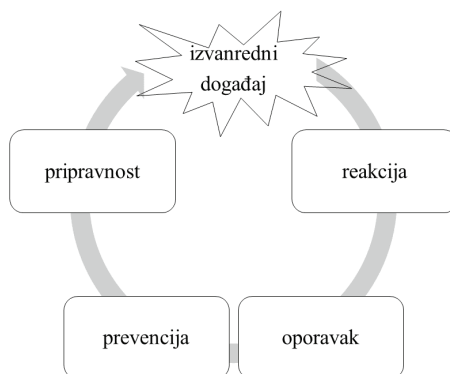 izvanredni
događaj
pripravnost
reakcija
prevencija
oporavak